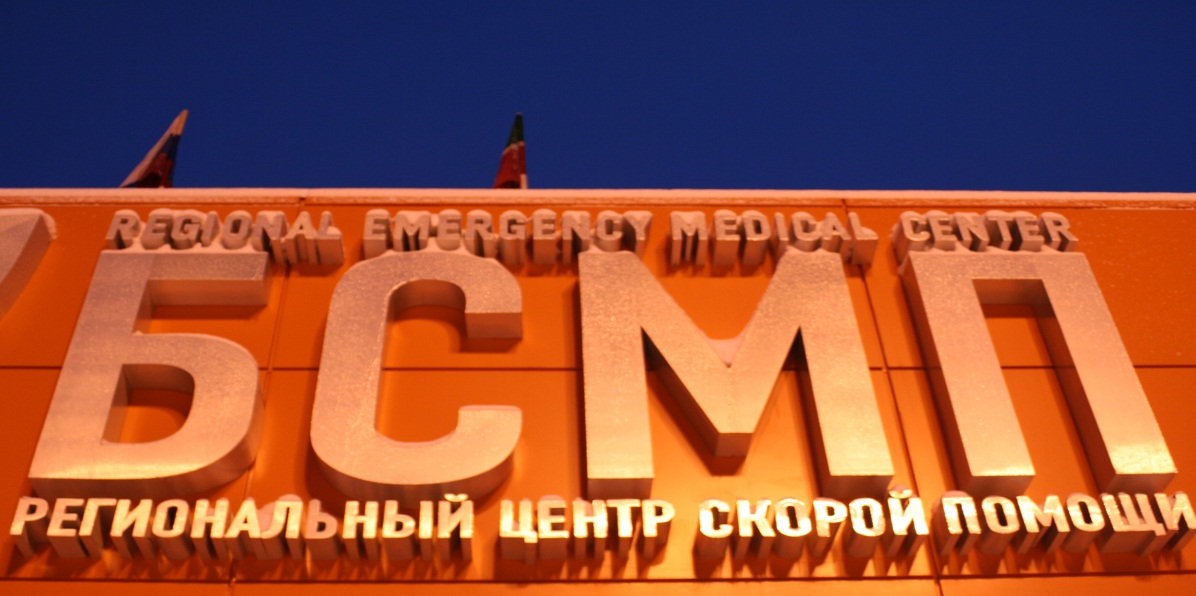 REGIONAL EMERGENCY MEDICAL CENTER
БСМП
РЕГИОНАЛЬНЫЙ ЦЕНТР СКОРОЙ ПОМОЩИ